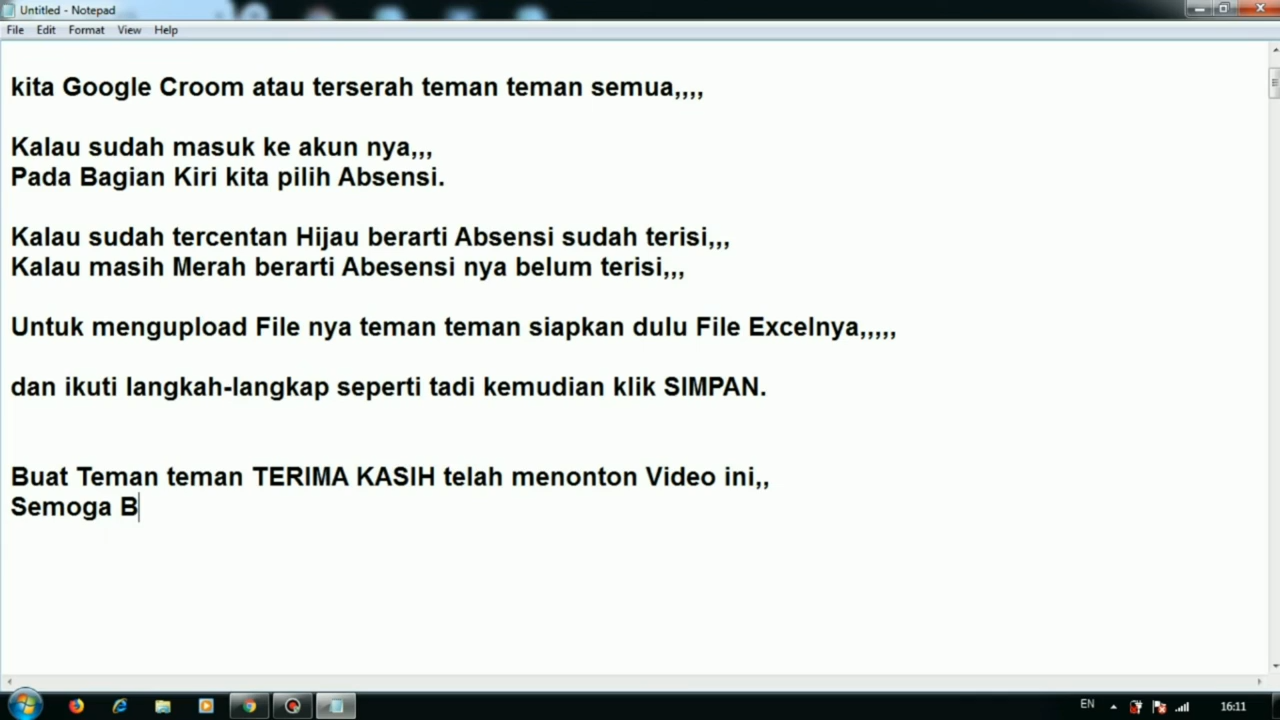 Untitled - Notepad
File Edit Format View Help
kita Google Croom atau terserah teman teman semua,,,,
Kalau sudah masuk ke akun nya,,,
Pada Bagian Kiri kita pilih Absensi.
Kalau sudah tercentan Hijau berarti Absensi sudah terisi,,,
Kalau masih Merah berarti Abesensi nya belum terisi,,,
Untuk mengupload File nya teman teman siapkan dulu File Excelnya,,,,,
dan ikuti langkah-langkap seperti tadi kemudian klik SIMPAN.
Buat Teman teman TERIMA KASIH telah menonton Video ini,,
Semoga B
EN 16:11